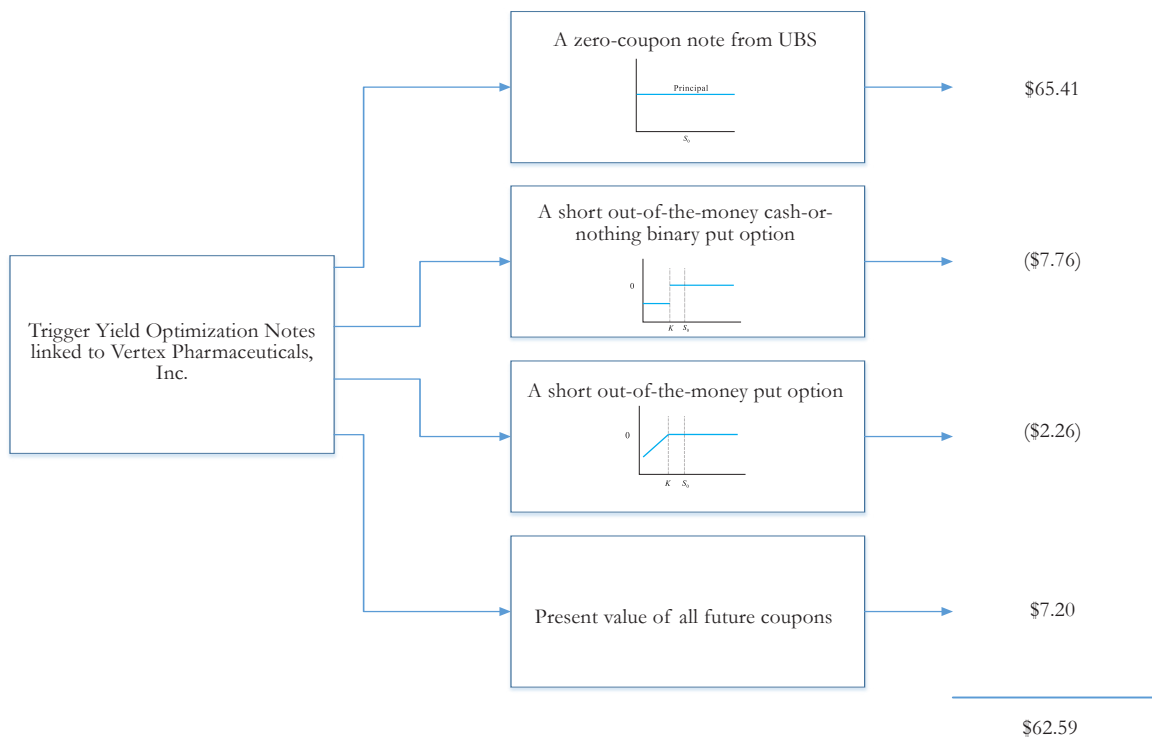 A zero-coupon note from UBS
Principal
S₀
$65.41
A short out-of-the-money cash-or-
nothing binary put option
0
K S₀
($7.76)
Trigger Yield Optimization Notes
linked to Vertex Pharmaceuticals,
Inc.
A short out-of-the-money put option
0
K S₀
($2.26)
Present value of all future coupons
$7.20
$62.59